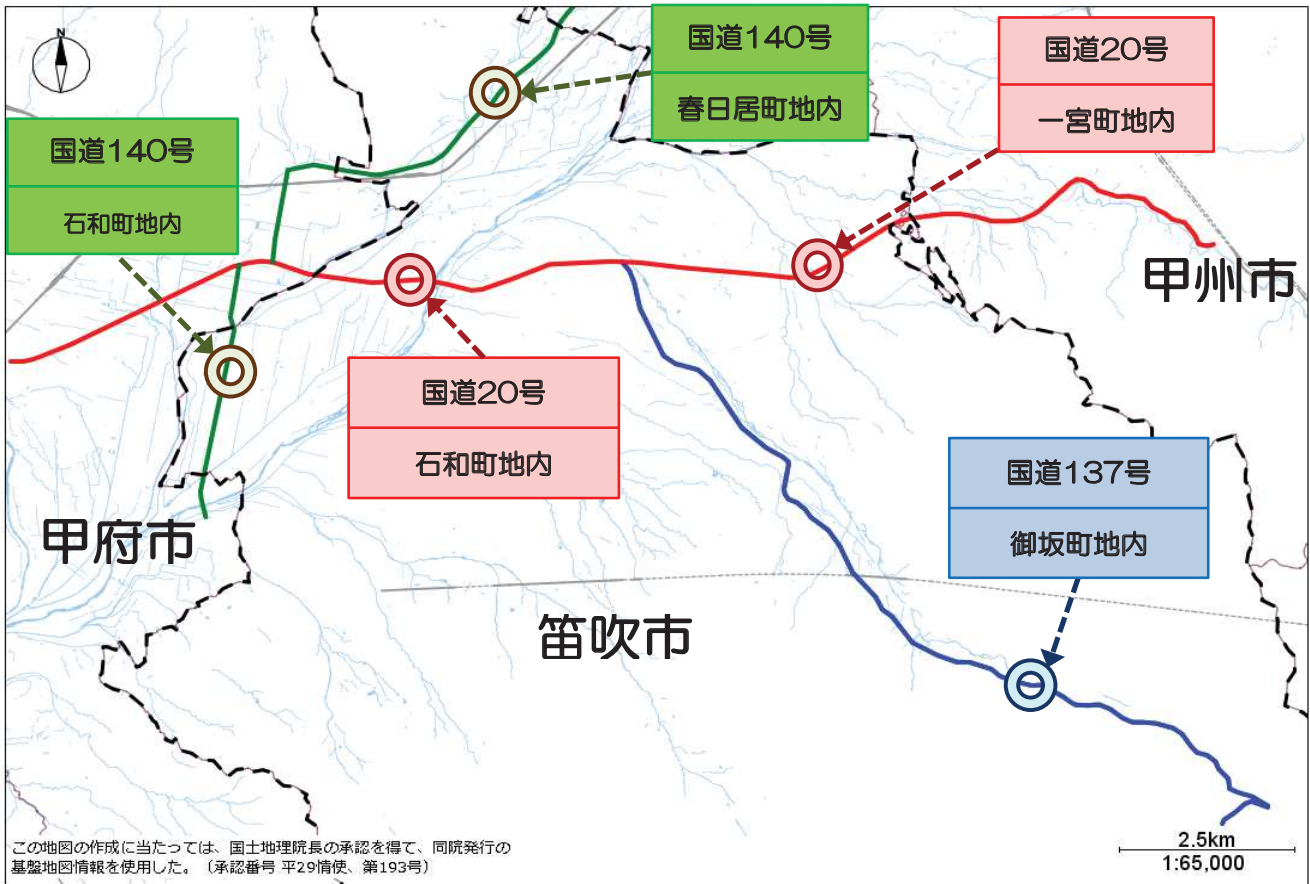 N
国道140号
春日居町地内
国道20号
一宮町地内
国道140号
石和町地内
甲州市
国道20号
石和町地内
国道137号
御坂町地内
甲府市
笛吹市
この地図の作成に当たっては、国土地理院長の承認を得て、同院発行の
基盤地図情報を使用した。〔承認番号 平29情使、第193号〕
2.5km
1:65,000